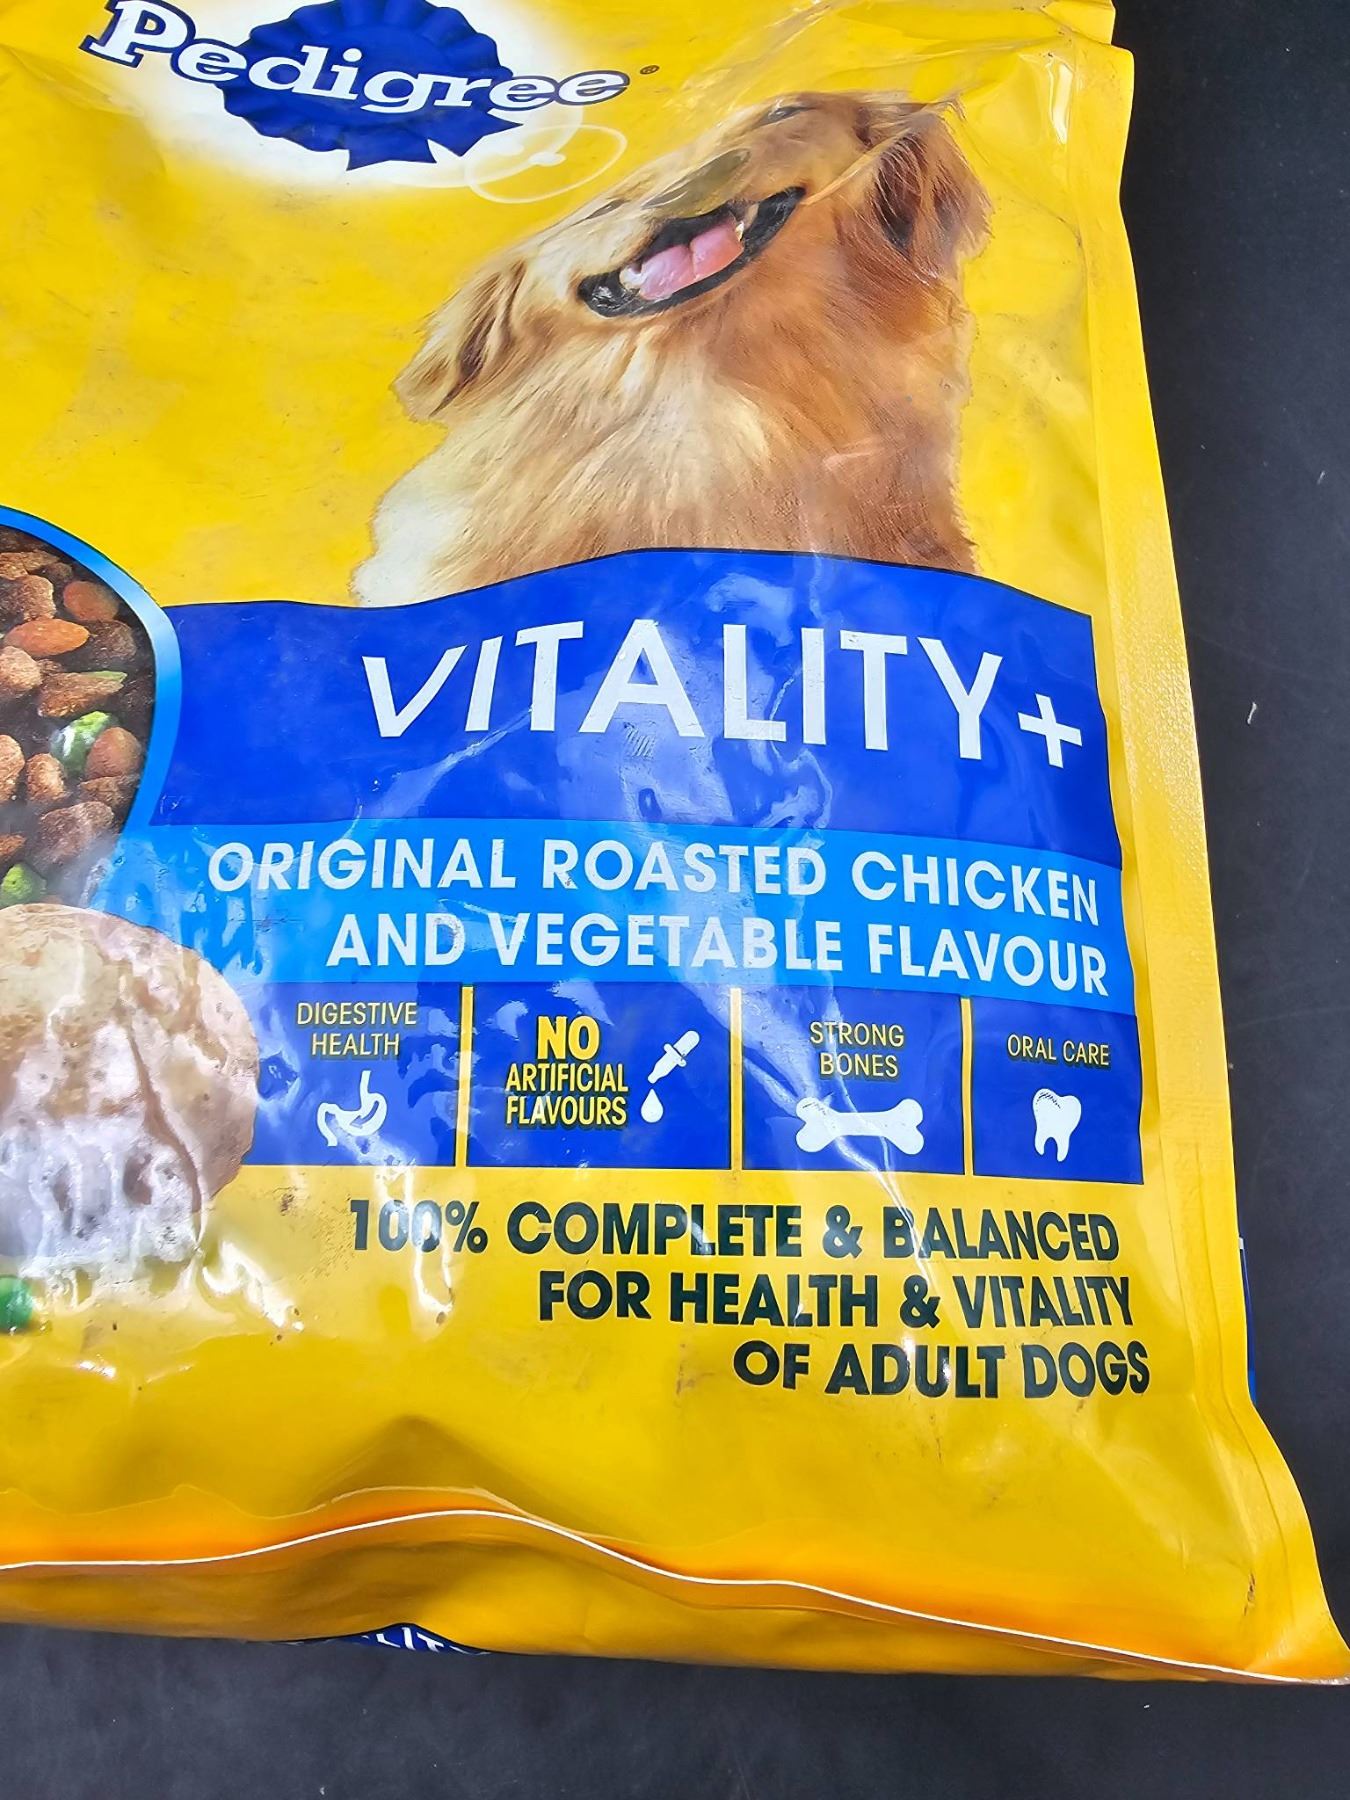 Pedigree®
VITALITY+
ORIGINAL ROASTED CHICKEN
AND VEGETABLE FLAVOUR
DIGESTIVE
HEALTH
NO
ARTIFICIAL
FLAVOURS
STRONG
BONES
ORAL CARE
100% COMPLETE & BALANCED
FOR HEALTH & VITALITY
OF ADULT DOGS